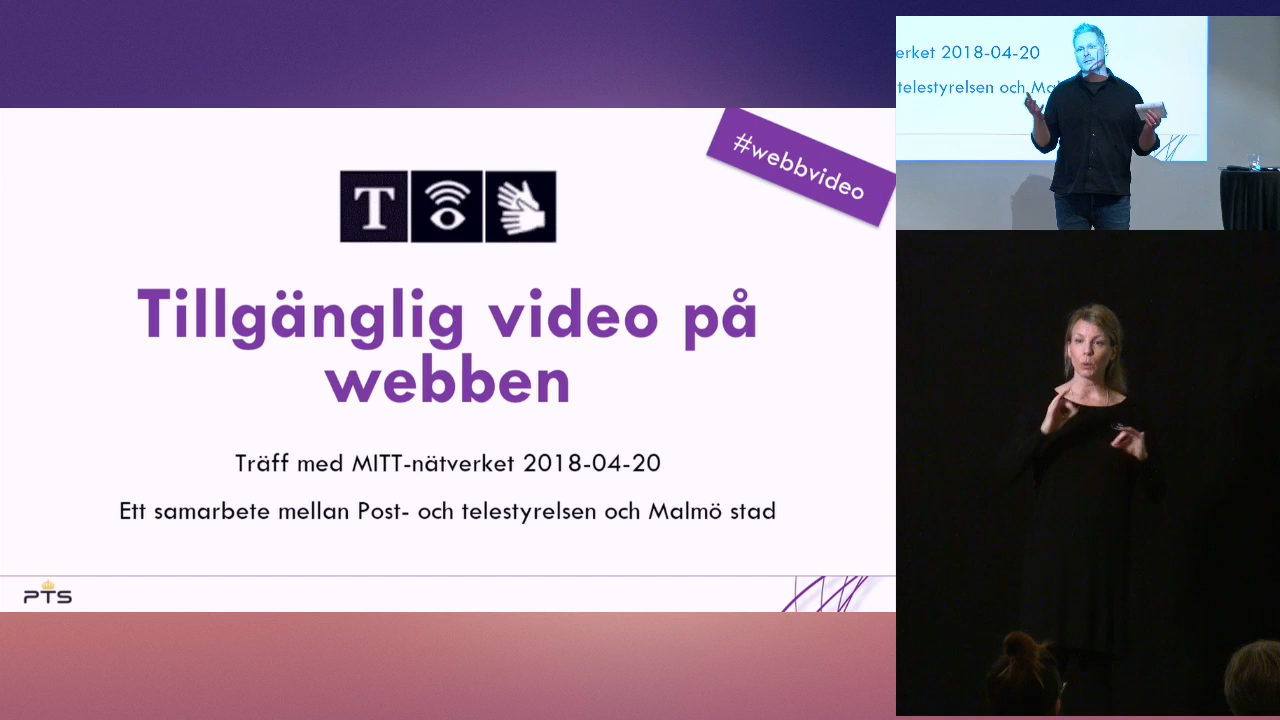 #webbvideo
T
Tillgänglig video på
webben
Träff med MITT-nätverket 2018-04-20
Ett samarbete mellan Post- och telestyrelsen och Malmö stad
PTS
erket 2018-04-20
telestyrelsen och Ma